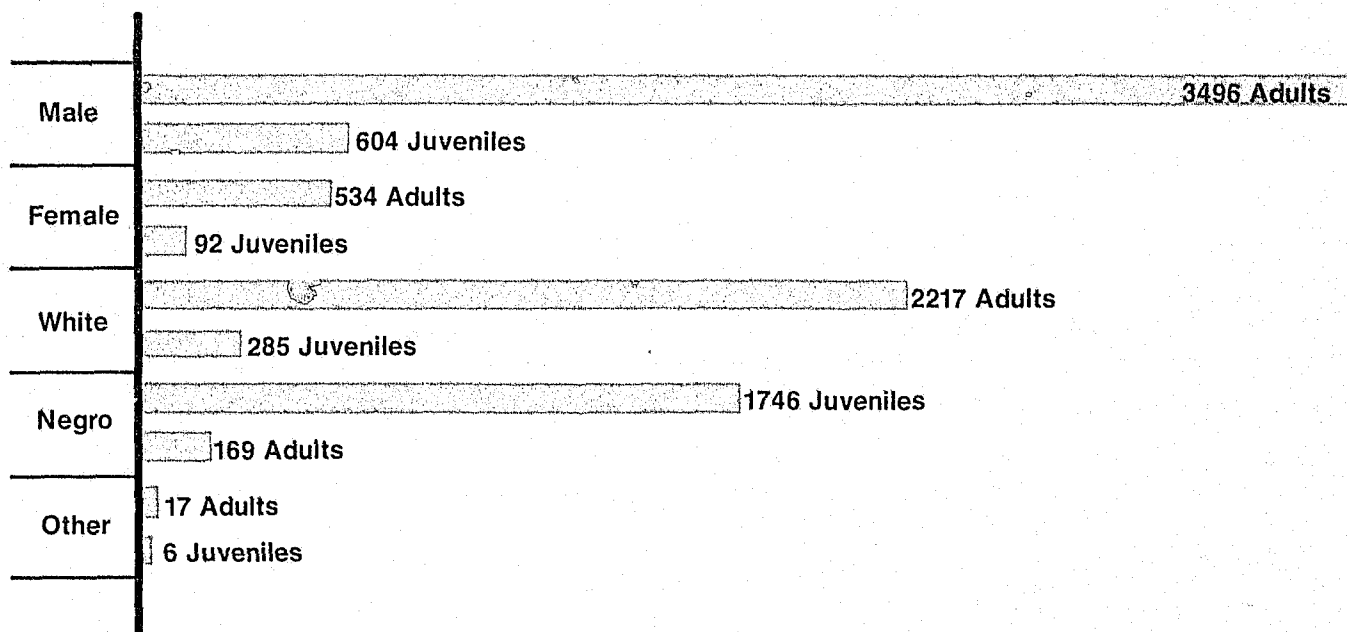 Male
3496 Adults
604 Juveniles
Female
534 Adults
92 Juveniles
White
2217 Adults
285 Juveniles
Negro
1746 Juveniles
169 Adults
Other
17 Adults
6 Juveniles